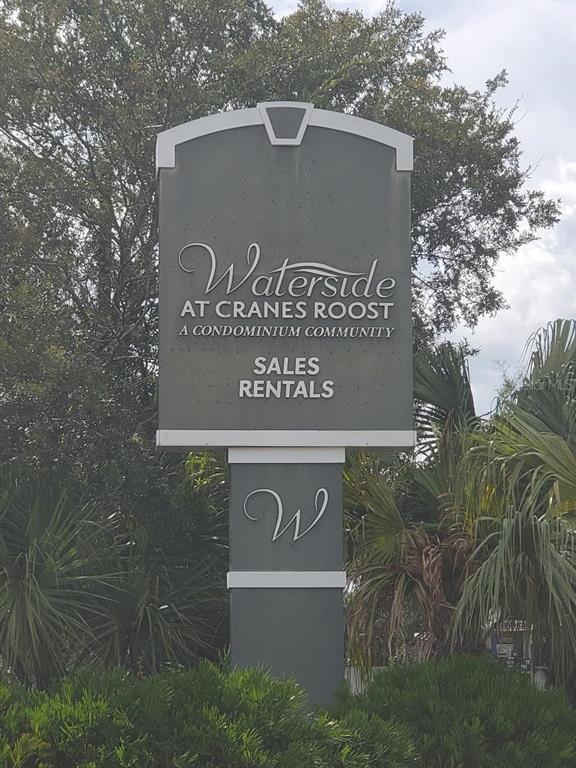 Waterside
AT CRANES ROOST
A CONDOMINIUM COMMUNITY
SALES
RENTALS
W